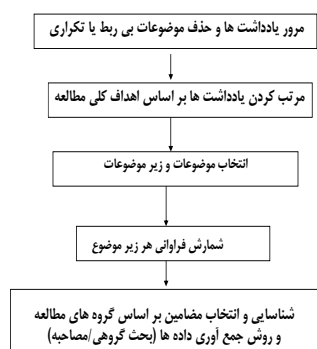 مرور یادداشت ها و حذف موضوعات بی ربط یا تکراری
مرتب کردن یادداشت ها بر اساس اهداف کلی مطالعه
انتخاب موضوعات و زیر موضوعات
شمارش فراوانی هر زیر موضوع
شناسایی و انتخاب مضامین بر اساس گروه های مطالعه
و روش جمع آوری داده ها (بحث گروهی/مصاحبه)